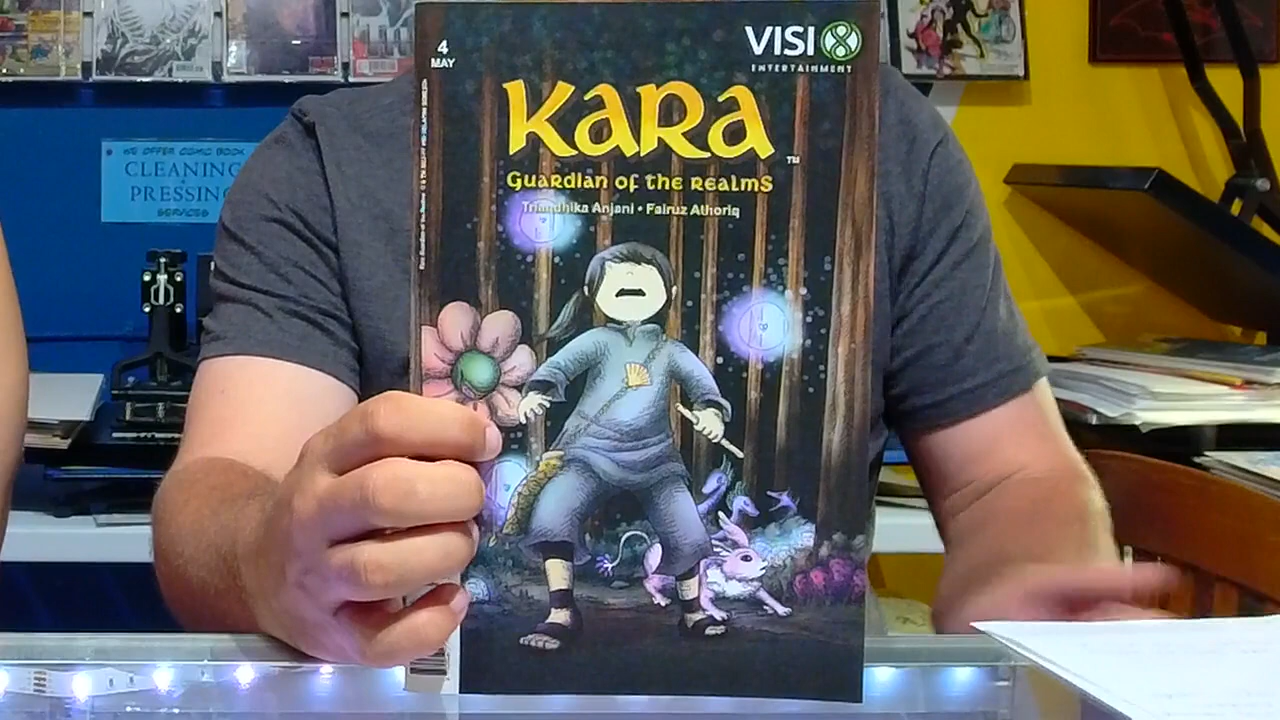 4
MAY
VISI
ENTERTAINMENT
KARA
TM
GUARDIAN OF THE REALMS
Triandhika Anjani • Fairuz Athoriq
WE OFFER COMIC BOOK
CLEANING
PRESSING
SERVICES